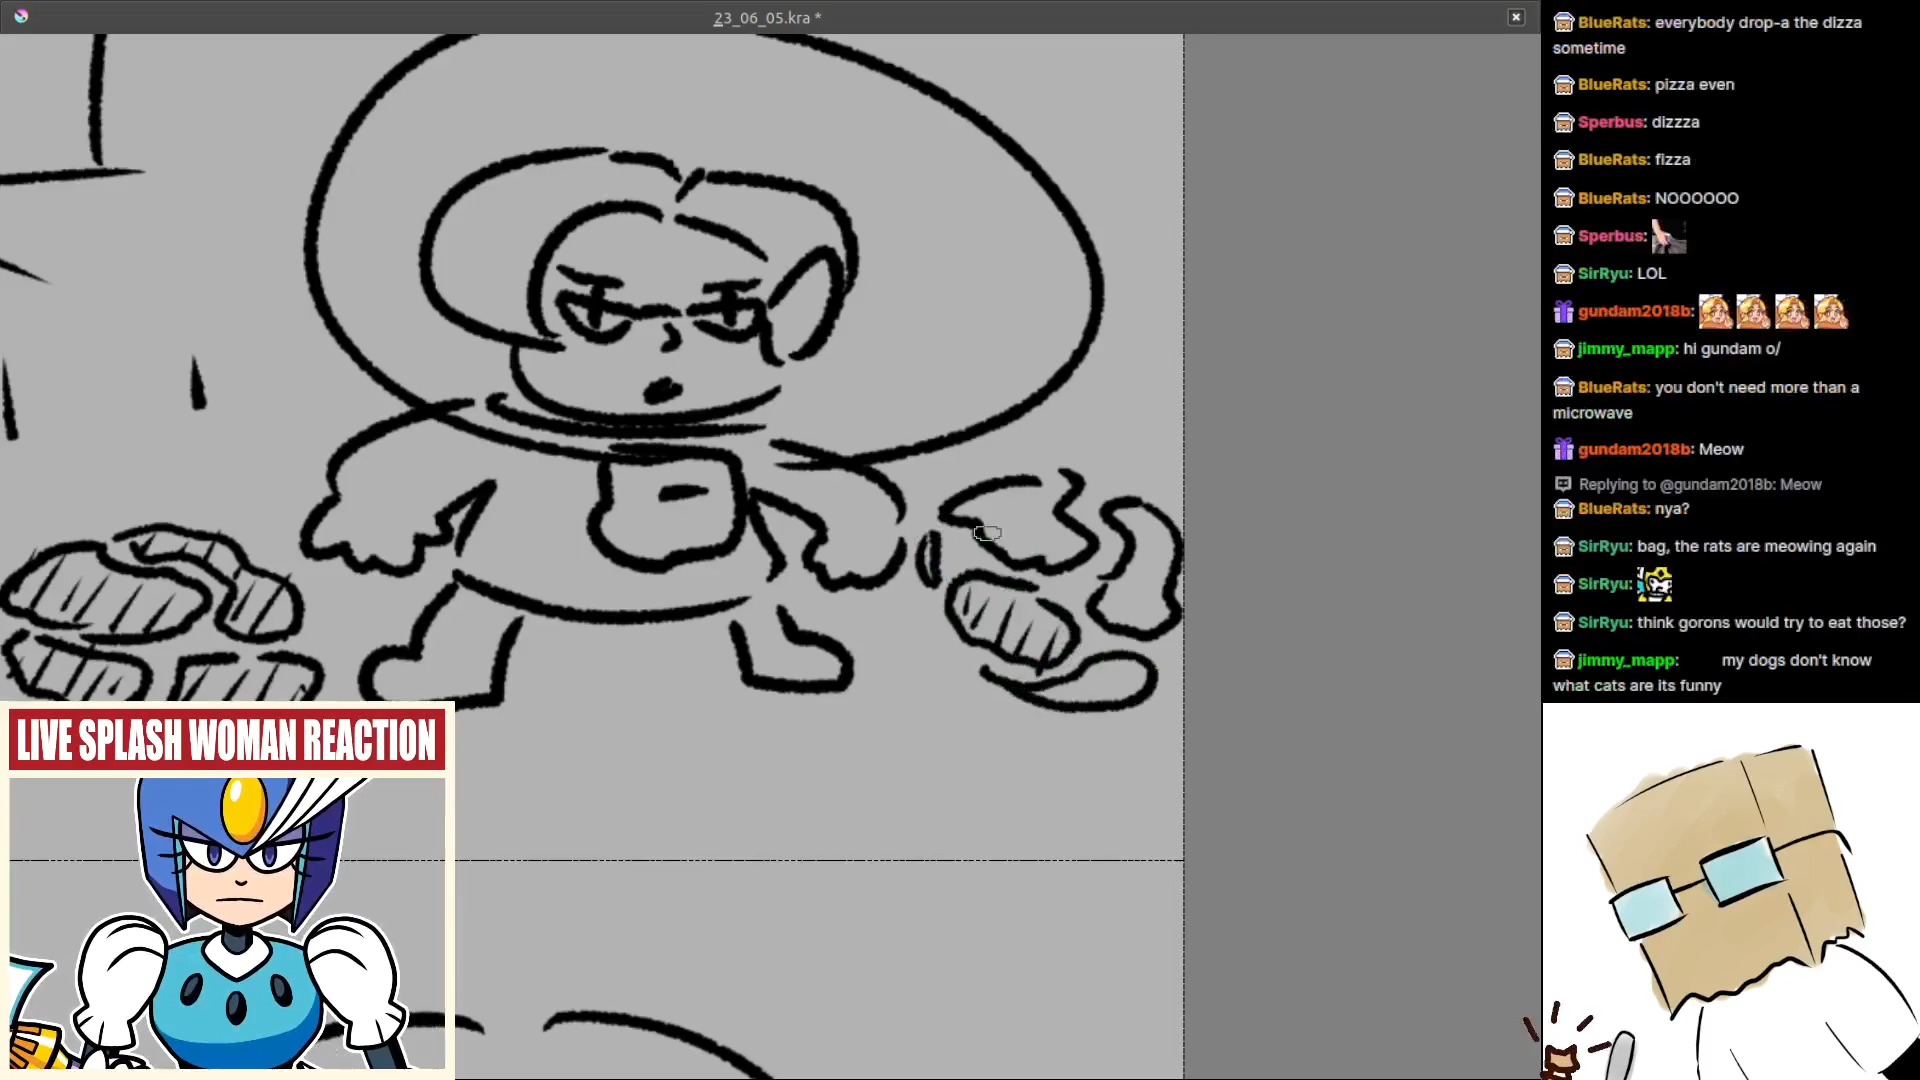 23_06_05.kra *
BlueRats: everybody drop-a the dizza
sometime
BlueRats: pizza even
Sperbus: dizzza
BlueRats: fizza
BlueRats: NOOOOOO
Sperbus:
SirRyu: LOL
gundam2018b:
jimmy_mapp: hi gundam o/
BlueRats: you don't need more than a
microwave
gundam2018b: Meow
Replying to @gundam2018b: Meow
BlueRats: nya?
SirRyu: bag, the rats are meowing again
SirRyu:
SirRyu: think gorons would try to eat those?
jimmy_mapp: my dogs don't know
what cats are its funny
LIVE SPLASH WOMAN REACTION